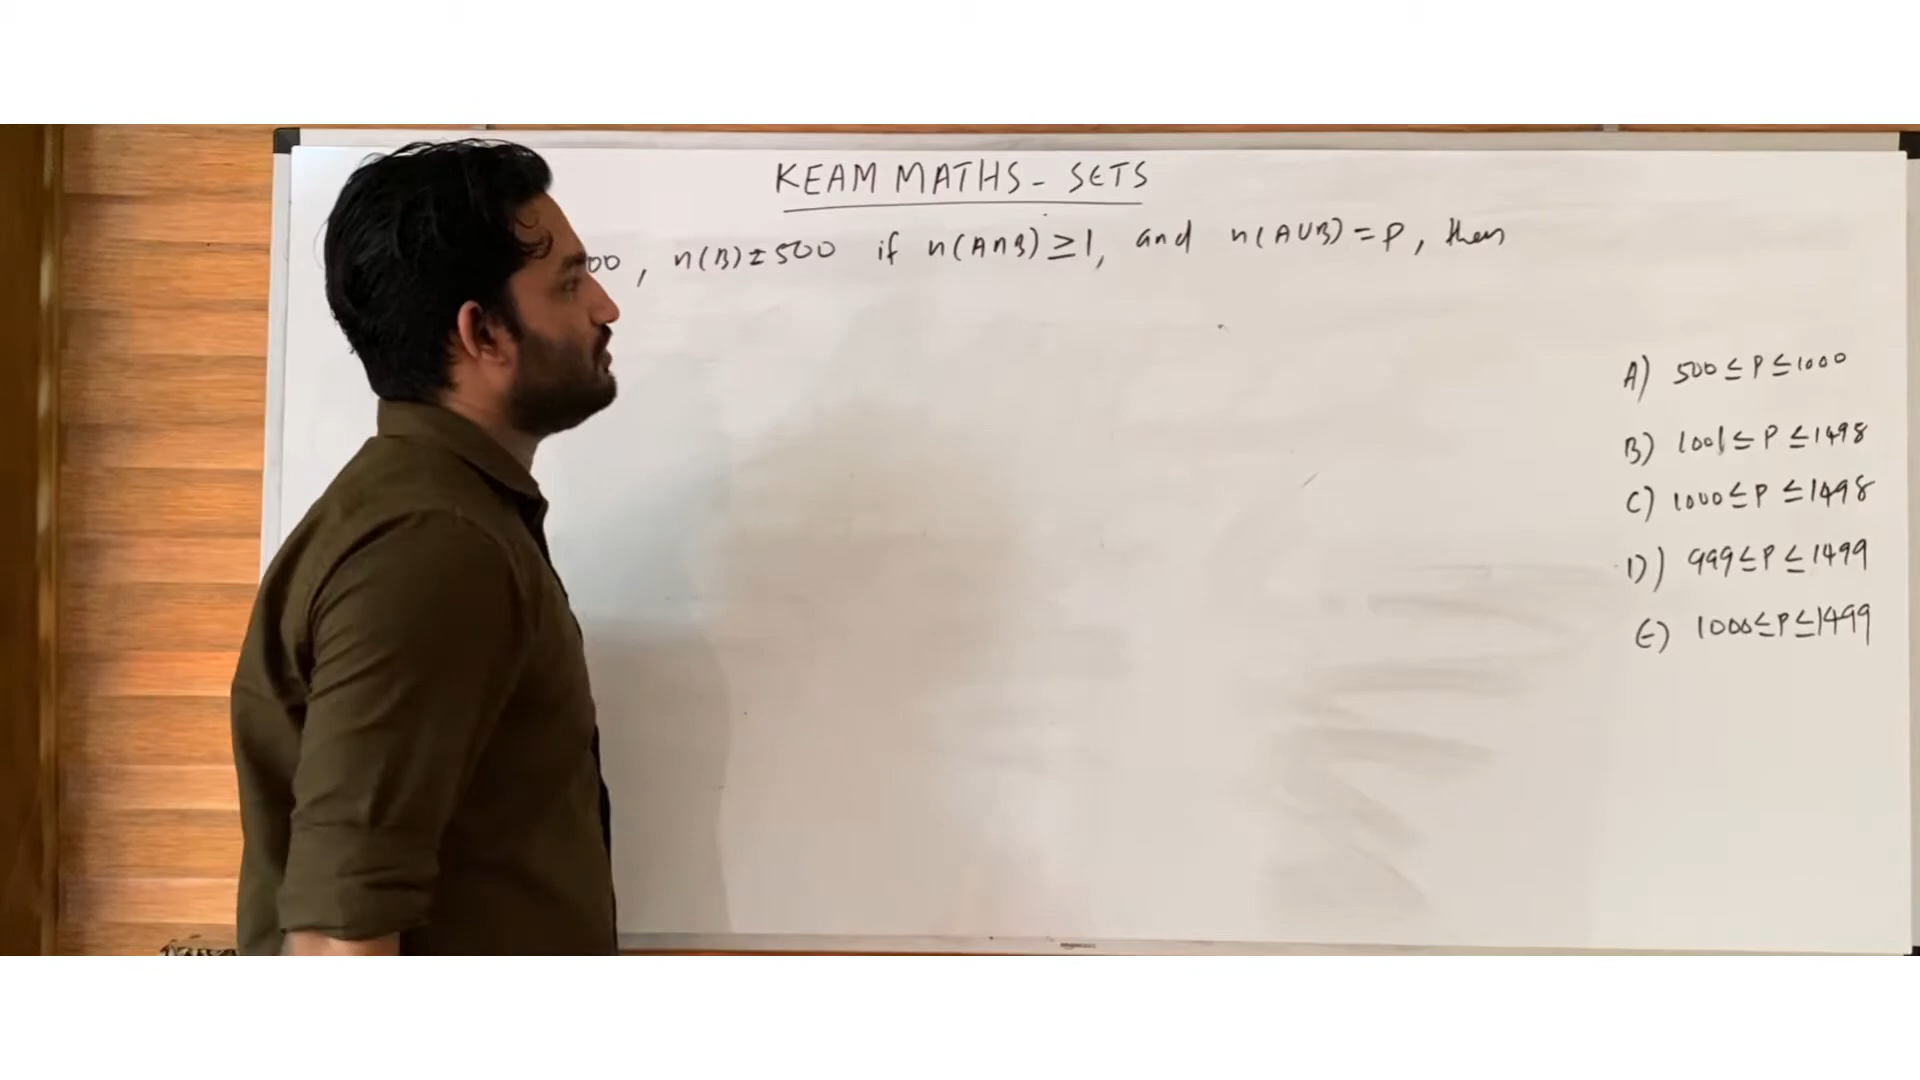 KEAM MATHS - SETS
00, n(B)=500 if n(A∩B) ≥1, and n(A∪B) = P, then
A) 500 ≤ P ≤ 1000
B) 1001 ≤ P ≤ 1498
C) 1000 ≤ P ≤ 1498
D) 999 ≤ P ≤ 1499
E) 1000 ≤ P ≤ 1499